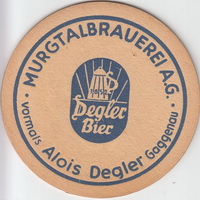 MURGTALBRAUEREI A.G.
vormals Alois Degler Gaggenau
Degler
Bier